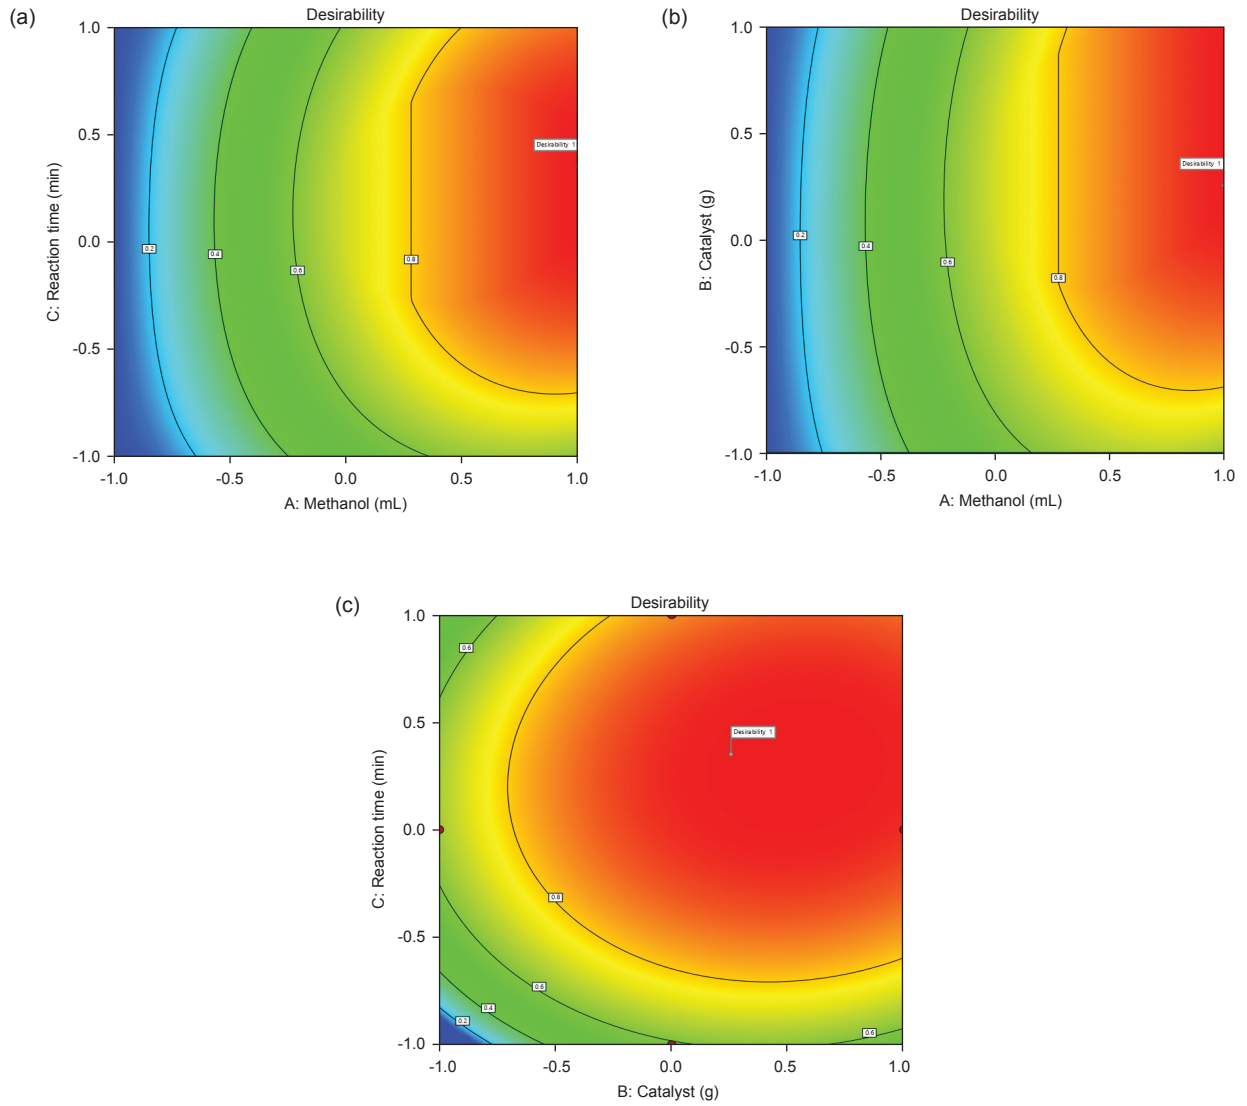 (a)
Desirability
1.0
0.5
0.0
-0.5
-1.0
C: Reaction time (min)
0.2
0.4
0.6
0.8
Desirability 1
-1.0 -0.5 0.0 0.5 1.0
A: Methanol (mL)
(b)
Desirability
1.0
0.5
0.0
-0.5
-1.0
B: Catalyst (g)
0.2
0.4
0.6
0.8
Desirability 1
-1.0 -0.5 0.0 0.5 1.0
A: Methanol (mL)
(c)
Desirability
1.0
0.5
0.0
-0.5
-1.0
C: Reaction time (min)
0.6
Desirability 1
0.8
0.6
0.4
0.2
0.6
-1.0 -0.5 0.0 0.5 1.0
B: Catalyst (g)